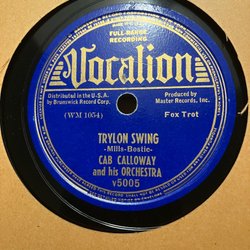 FULL RANGE
RECORDING
Vocalion
Distributed in the U.S.A.
by Brunswick Record Corp.
Produced by
Master Records, Inc.
(WM 1054)
Fox Trot
TRYLON SWING
-Mills-Bostic-
CAB CALLOWAY
and his ORCHESTRA
v5005